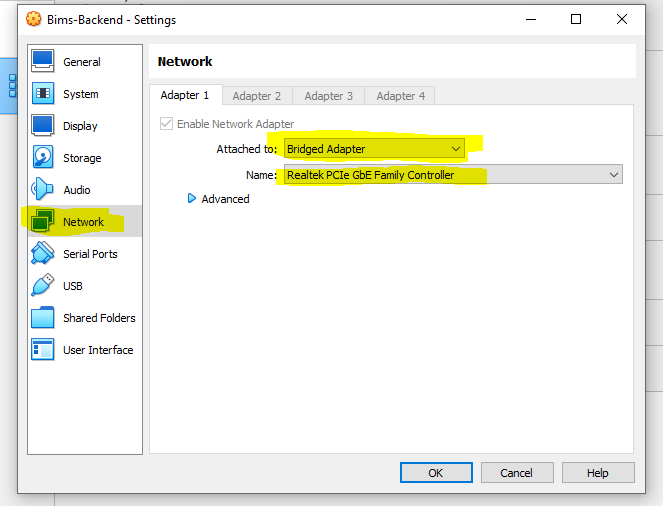 Bims-Backend - Settings
General
System
Display
Storage
Audio
Network
Serial Ports
USB
Shared Folders
User Interface
Network
Adapter 1 Adapter 2 Adapter 3 Adapter 4
Enable Network Adapter
Attached to: Bridged Adapter
Name: Realtek PCIe GbE Family Controller
Advanced
OK Cancel Help